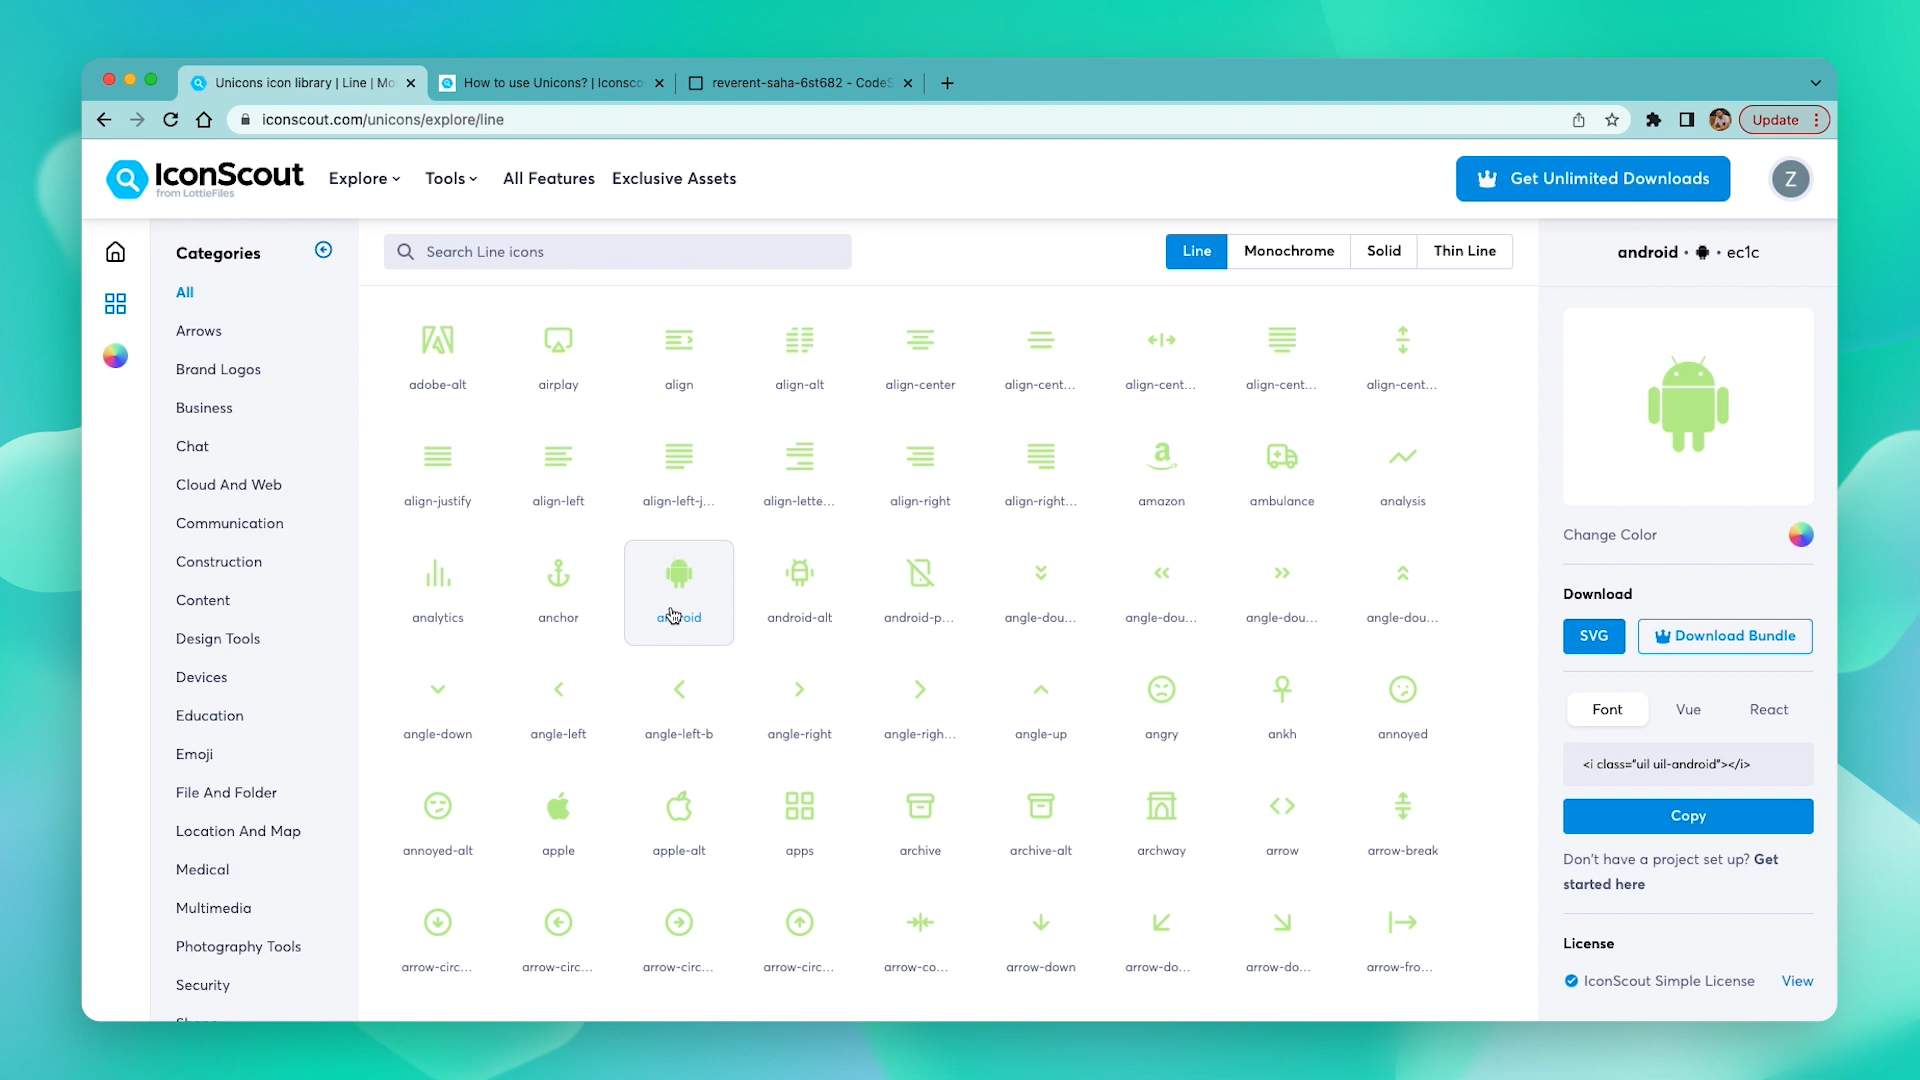 Unicons icon library | Line | Mo
How to use Unicons? | Iconsco
reverent-saha-6st682 - CodeS
iconscout.com/unicons/explore/line
Update
IconScout
from LottieFiles
Explore
Tools
All Features
Exclusive Assets
Get Unlimited Downloads
Z
Categories
All
Arrows
Brand Logos
Business
Chat
Cloud And Web
Communication
Construction
Content
Design Tools
Devices
Education
Emoji
File And Folder
Location And Map
Medical
Multimedia
Photography Tools
Security
Search Line icons
Line
Monochrome
Solid
Thin Line
adobe-alt
airplay
align
align-alt
align-center
align-cent...
align-cent...
align-cent...
align-cent...
align-justify
align-left
align-left-j...
align-lette...
align-right
align-right...
amazon
ambulance
analysis
analytics
anchor
android
android-alt
android-p...
angle-dou...
angle-dou...
angle-dou...
angle-dou...
angle-down
angle-left
angle-left-b
angle-right
angle-righ...
angle-up
angry
ankh
annoyed
annoyed-alt
apple
apple-alt
apps
archive
archive-alt
archway
arrow
arrow-break
arrow-circ...
arrow-circ...
arrow-circ...
arrow-circ...
arrow-co...
arrow-down
arrow-do...
arrow-do...
arrow-fro...
android • • ec1c
Change Color
Download
SVG
Download Bundle
Font
Vue
React
<i class="uil uil-android"></i>
Copy
Don't have a project set up? Get
started here
License
IconScout Simple License
View